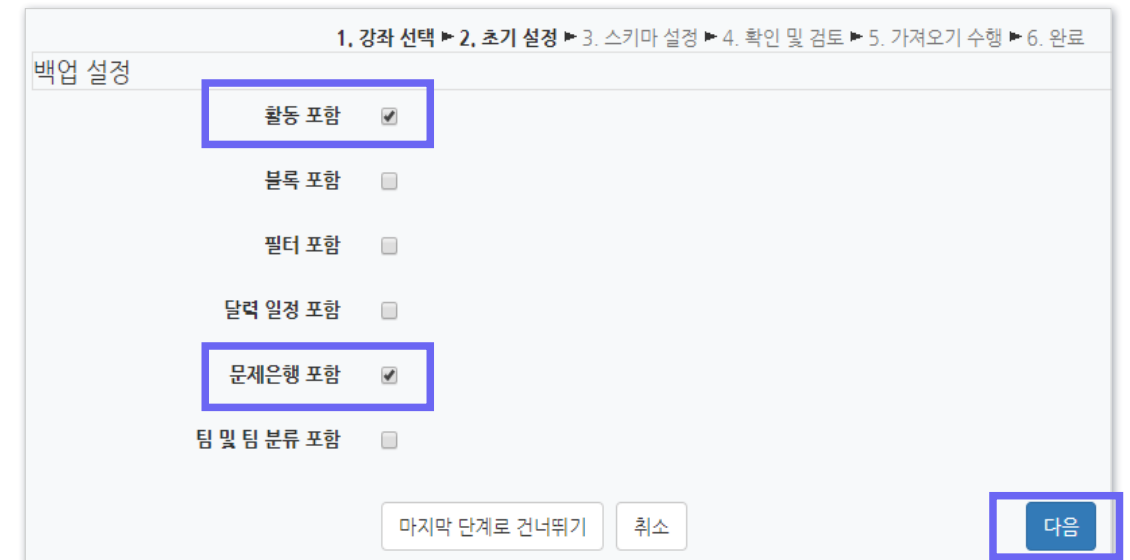 1. 강좌 선택 ► 2. 초기 설정 ► 3. 스키마 설정 ► 4. 확인 및 검토 ► 5. 가져오기 수행 ► 6. 완료
백업 설정
활동 포함
블록 포함
필터 포함
달력 일정 포함
문제은행 포함
팀 및 팀 분류 포함
마지막 단계로 건너뛰기 취소 다음